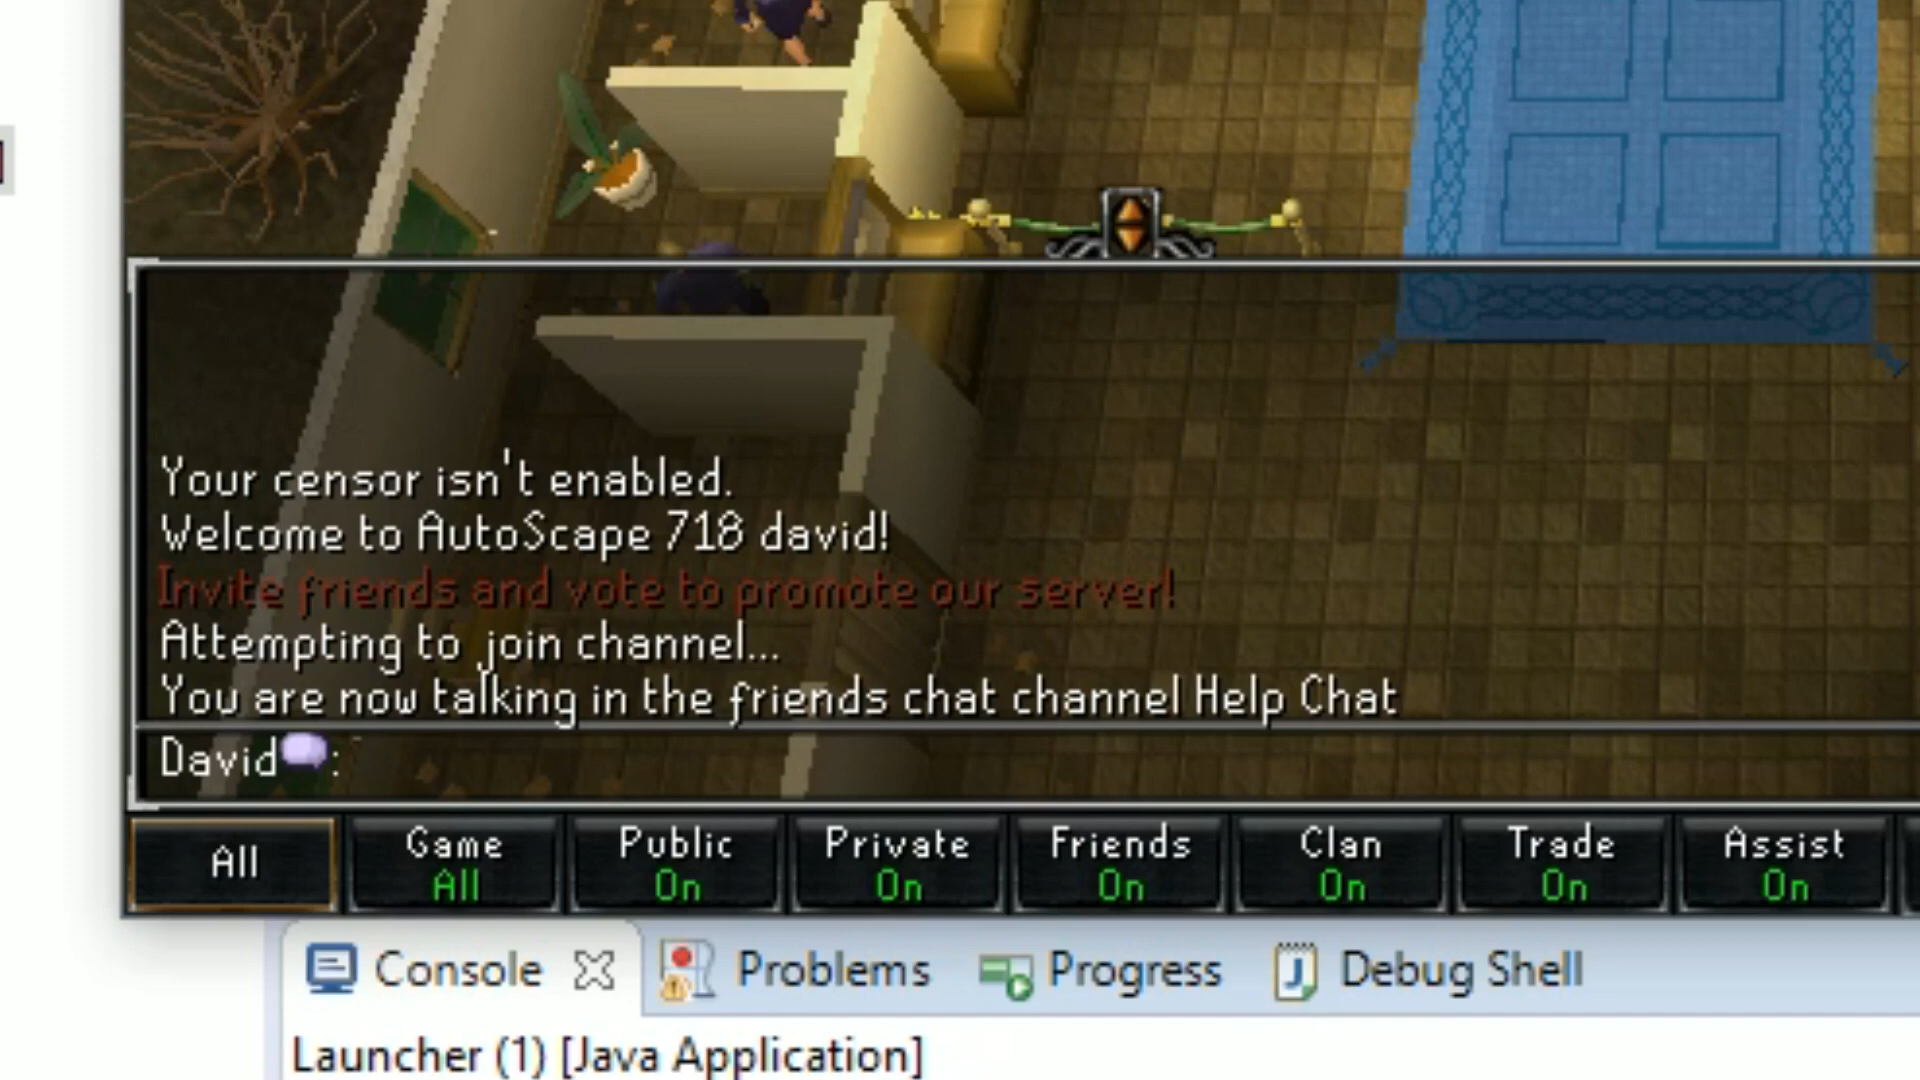 Your censor isn't enabled.
Welcome to AutoScape 718 david!
Invite friends and vote to promote our server!
Attempting to join channel...
You are now talking in the friends chat channel Help Chat
David:
All
Game Public Private Friends Clan Trade Assist
All On On On On On On
Console Problems Progress Debug Shell
Launcher (1) [Java Application]